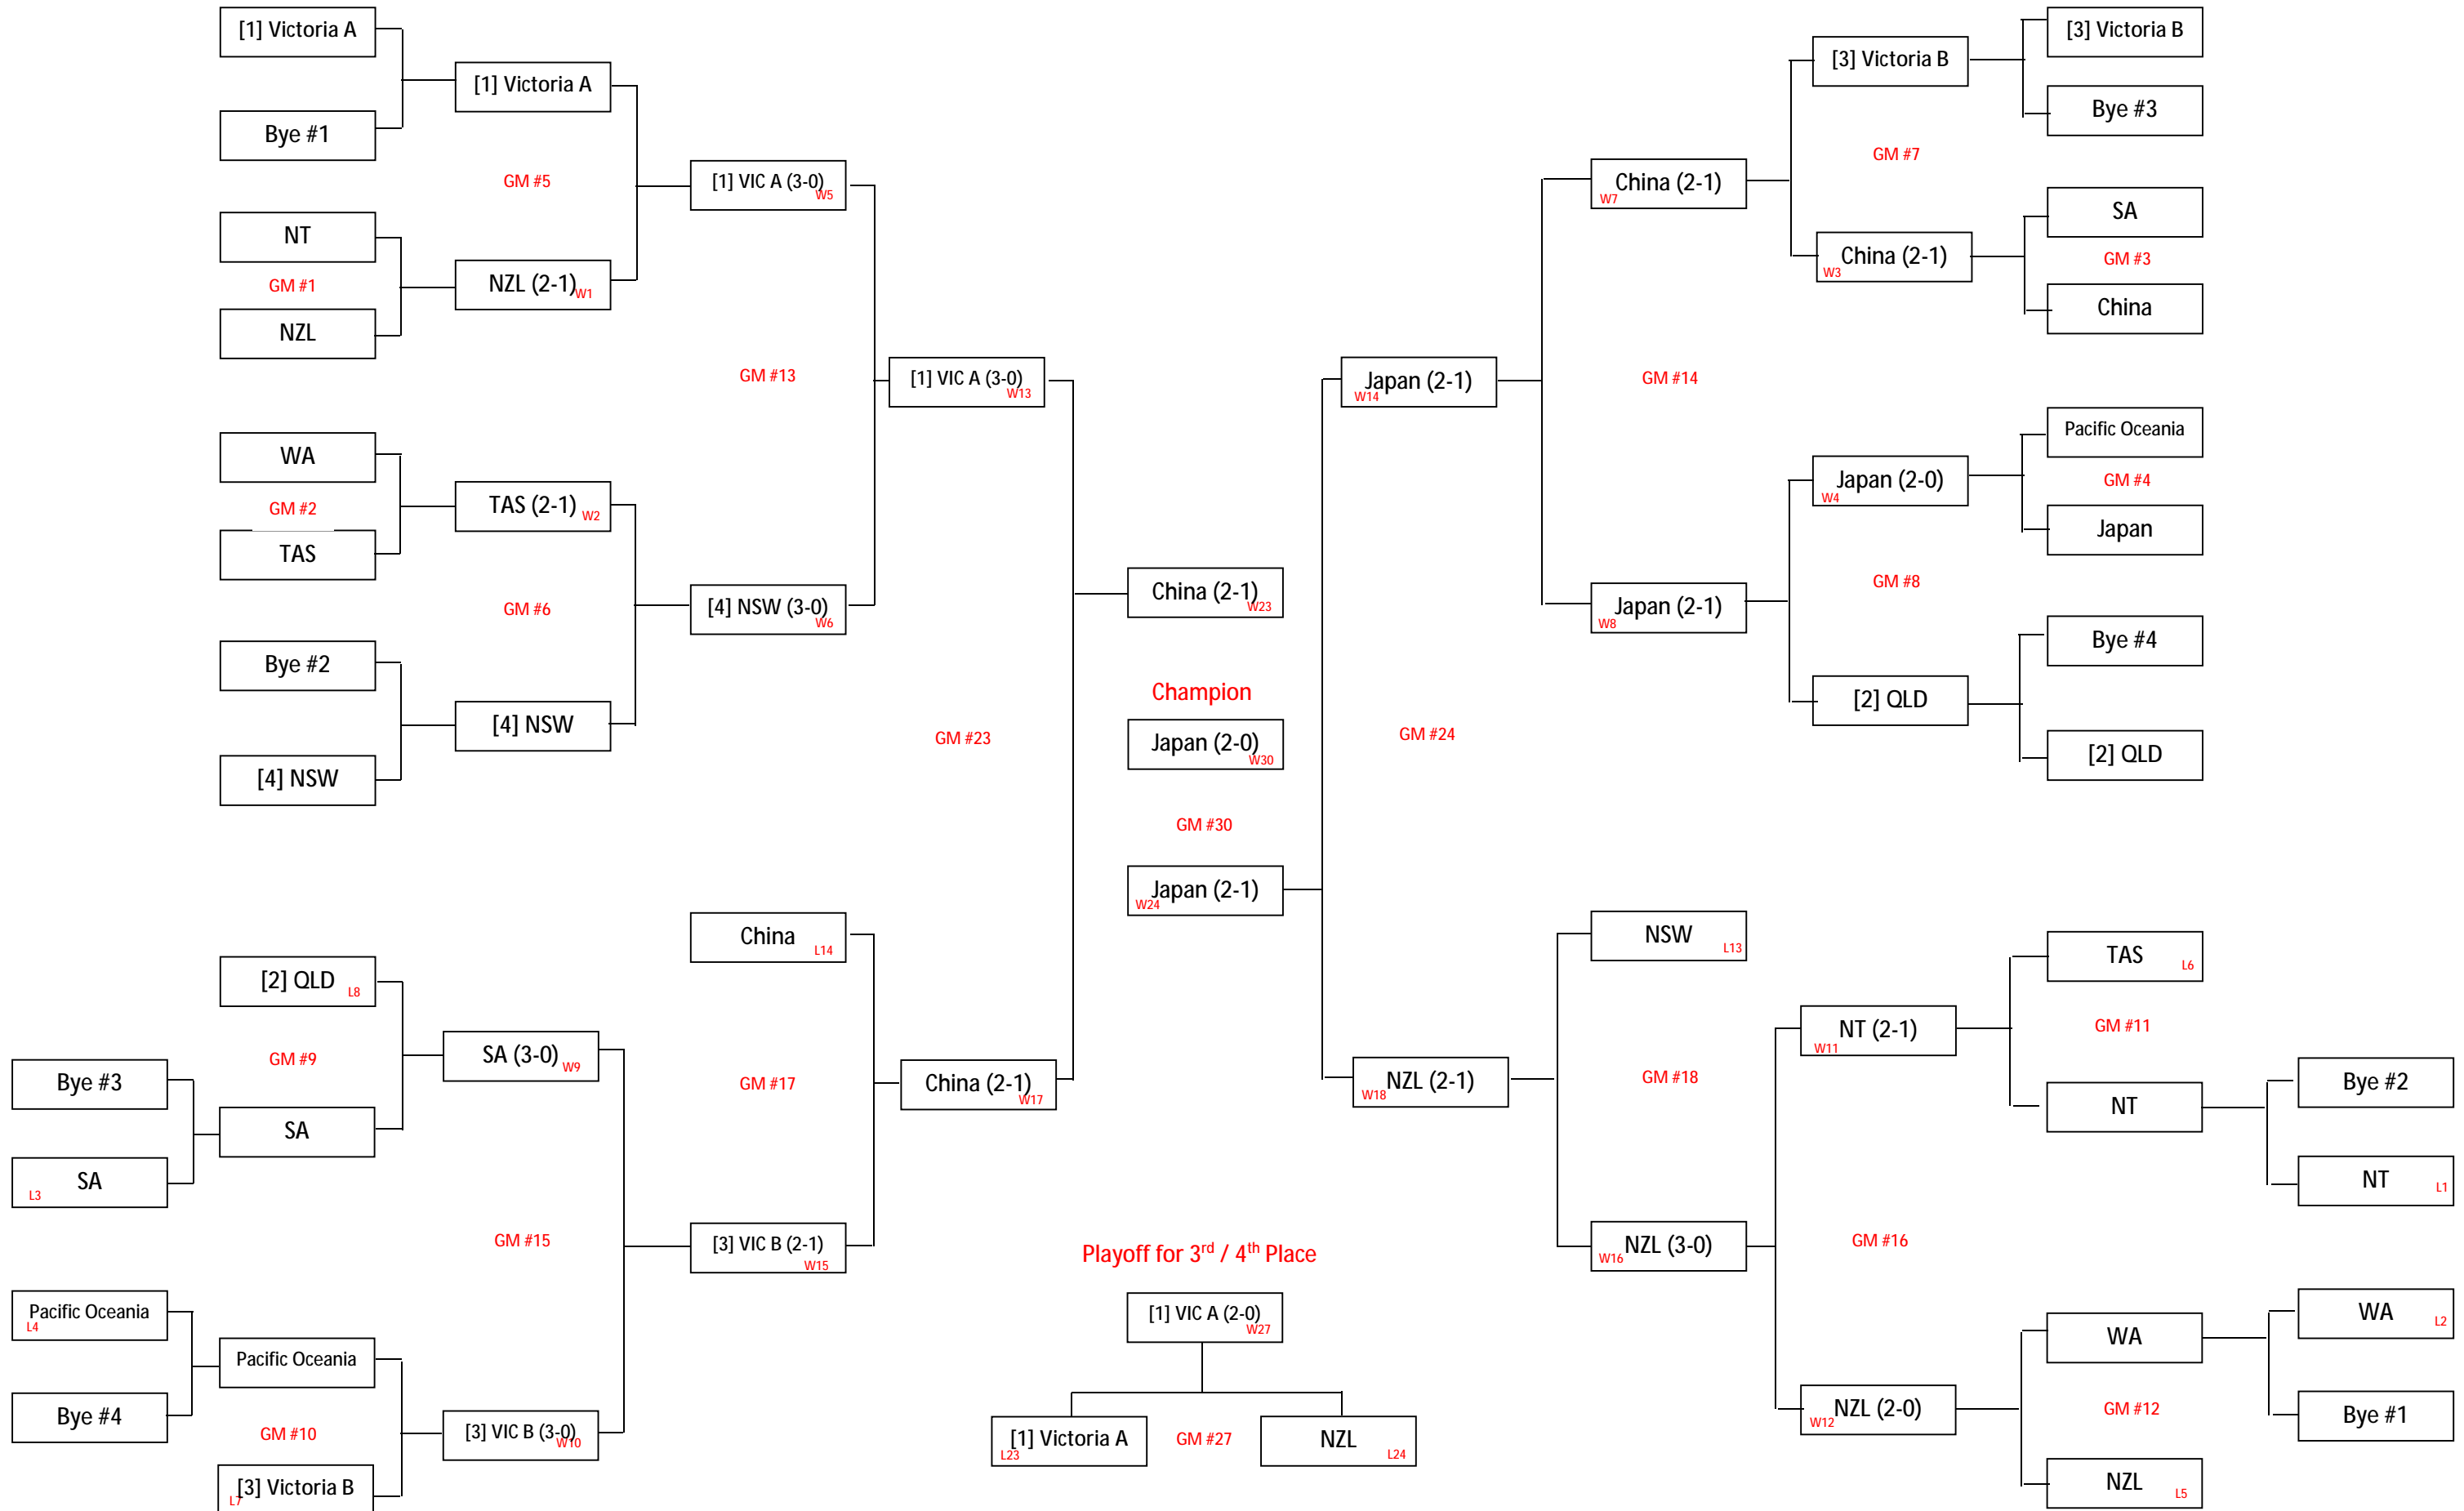 [1] Victoria A
Bye #1
NT
GM #1
NZL
WA
GM #2
TAS
Bye #2
[4] NSW
[1] Victoria A
GM #5
NZL (2-1)
W1
TAS (2-1)
W2
GM #6
[4] NSW
[1] VIC A (3-0)
W5
GM #13
[4] NSW (3-0)
W6
[1] VIC A (3-0)
W13
GM #23
China (2-1)
W23
Champion
Japan (2-0)
W30
GM #30
Japan (2-1)
W24
Japan (2-1)
W14
GM #24
China (2-1)
W7
GM #14
Japan (2-1)
W8
[3] Victoria B
GM #7
China (2-1)
W3
Japan (2-0)
W4
GM #8
[2] QLD
[3] Victoria B
Bye #3
SA
GM #3
China
Pacific Oceania
GM #4
Japan
Bye #4
[2] QLD
Bye #3
SA
L3
Pacific Oceania
L4
Bye #4
[2] QLD
L8
GM #9
SA
Pacific Oceania
GM #10
[3] Victoria B
L7
SA (3-0)
W9
GM #15
[3] VIC B (3-0)
W10
China
L14
GM #17
[3] VIC B (2-1)
W15
China (2-1)
W17
Playoff for 3rd / 4th Place
[1] VIC A (2-0)
W27
[1] Victoria A
L23
GM #27
NZL
L24
NZL (2-1)
W18
NSW
L13
GM #18
NZL (3-0)
W16
NT (2-1)
W11
GM #16
NZL (2-0)
W12
TAS
L6
GM #11
NT
WA
GM #12
NZL
L5
Bye #2
NT
L1
WA
L2
Bye #1